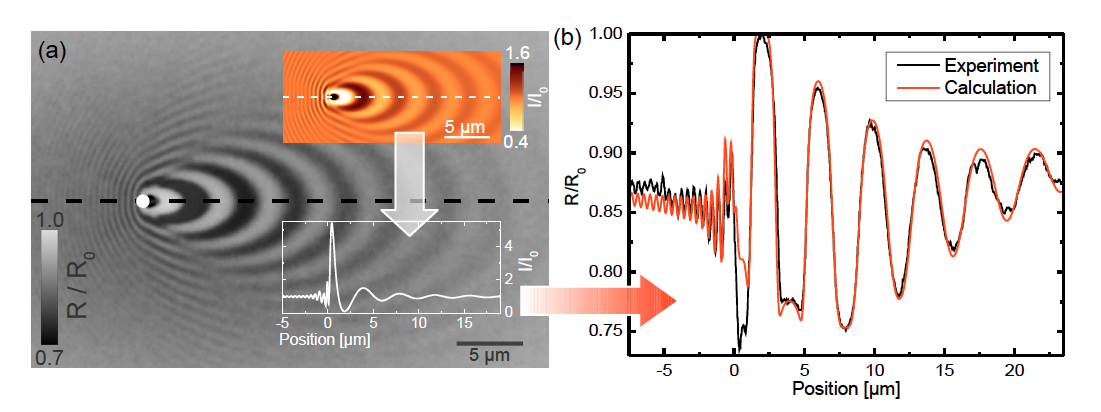 (a)
1.6
I/I0
0.4
5 µm
1.0
R / R0
0.7
4
2
0
I/I0
-5
0
5
10
15
Position [µm]
5 µm
(b)
1.00
0.95
0.90
0.85
0.80
0.75
R/R0
Experiment
Calculation
-5
0
5
10
15
20
Position [µm]